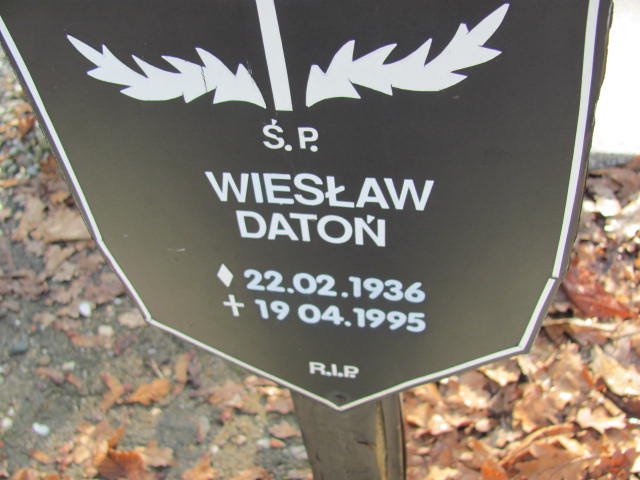 Ś. P.
WIESŁAW
DATOŃ
♦ 22.02.1936
✝ 19 04.1995
R.I.P.